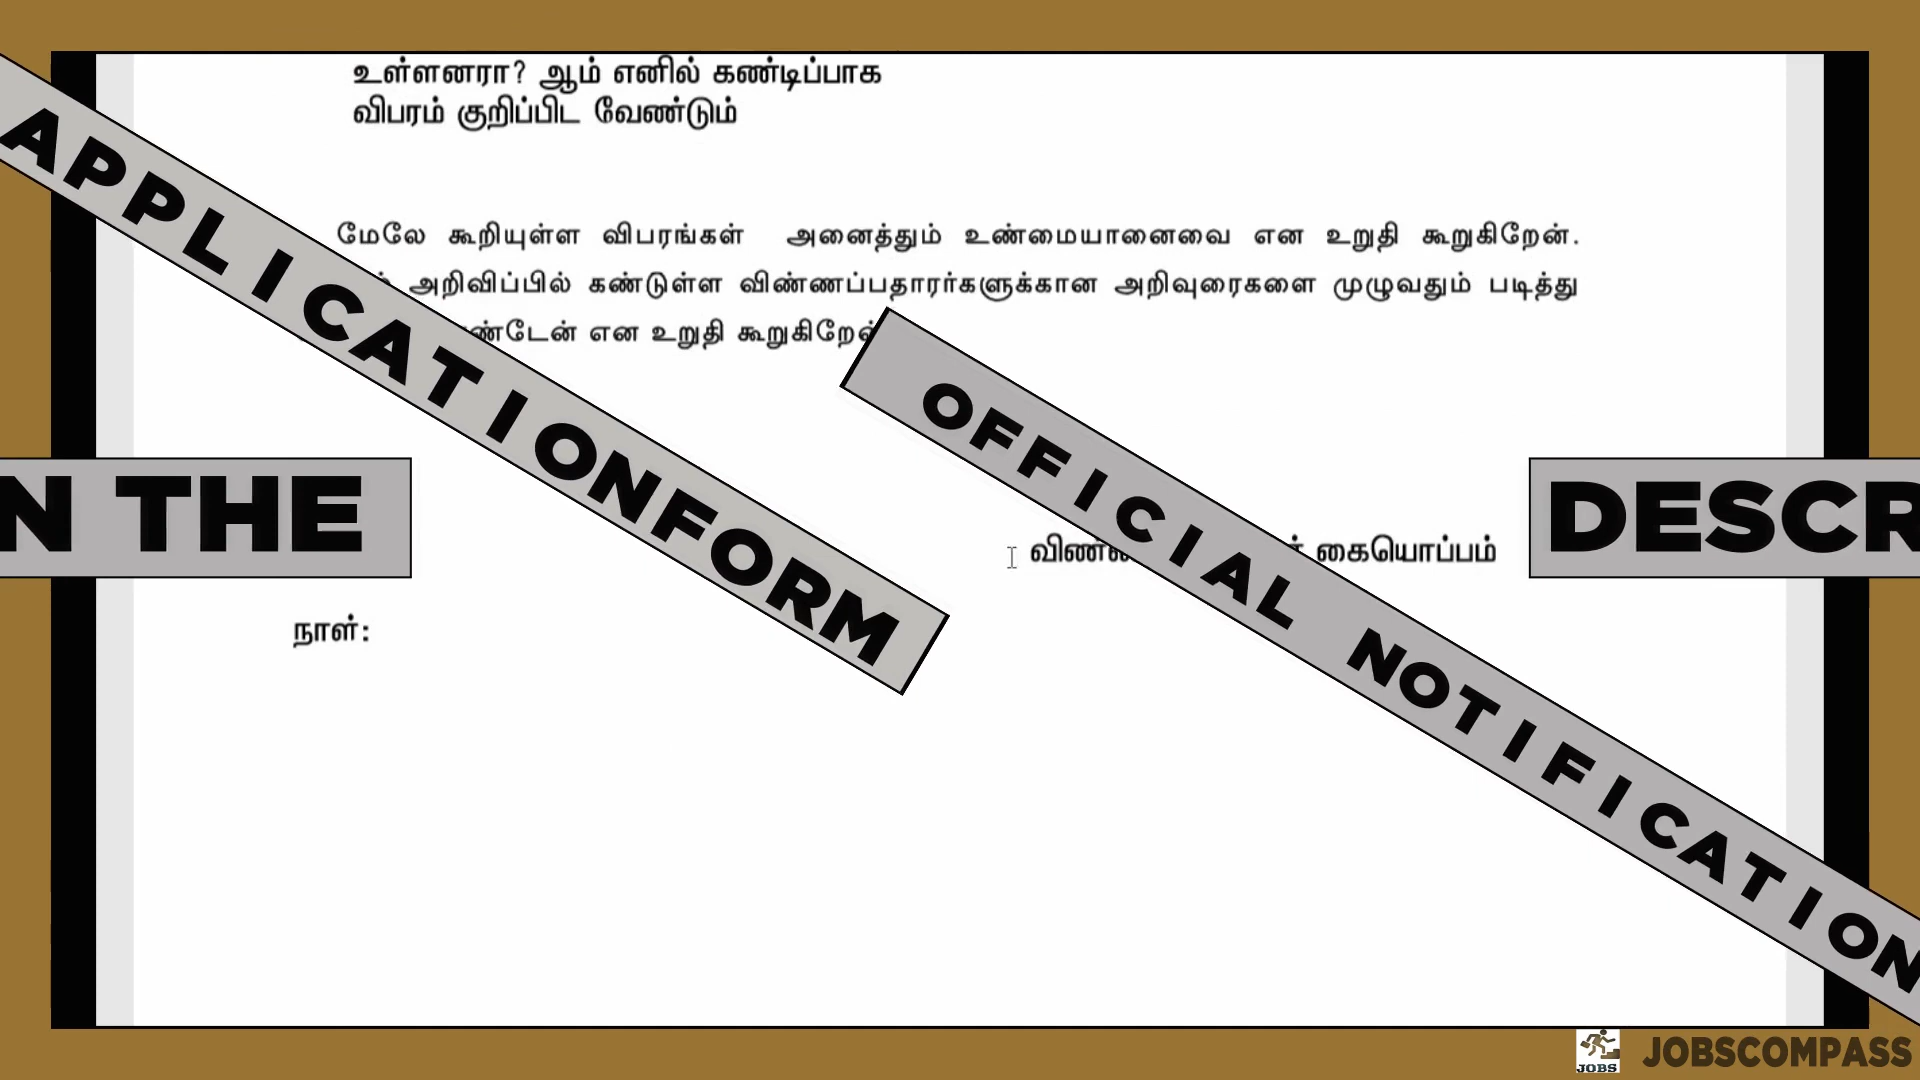 உள்ளனரா? ஆம் எனில் கண்டிப்பாக
விபரம் குறிப்பிட வேண்டும்
மேலே கூறியுள்ள விபரங்கள் அனைத்தும் உண்மையானைவை என உறுதி கூறுகிறேன்.
அறிவிப்பில் கண்டுள்ள விண்ணப்பதாரர்களுக்கான அறிவுரைகளை முழுவதும் படித்து
என உறுதி கூறுகிறேன்
APPLICATIONFORM
OFFICIAL NOTIFICATION
N THE
DESCR
கையொப்பம்
நாள்:
JOBS
JOBSCOMPASS